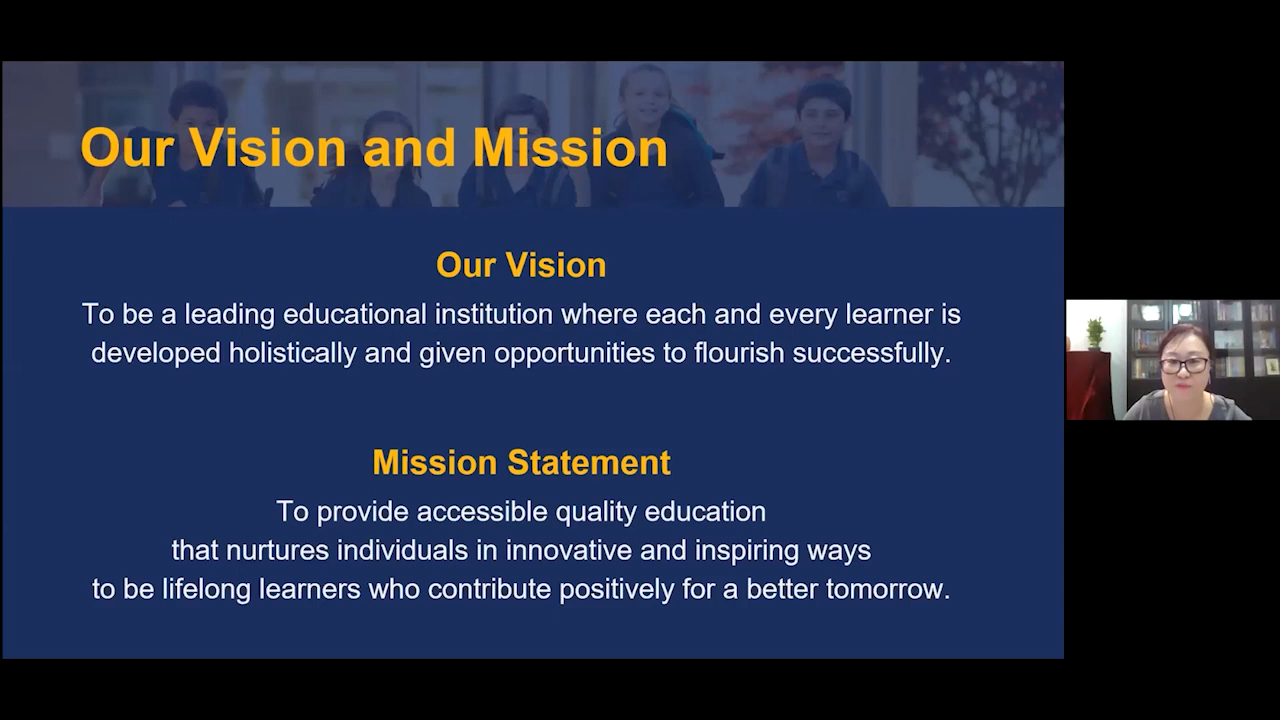 Our Vision and Mission
Our Vision
To be a leading educational institution where each and every learner is
developed holistically and given opportunities to flourish successfully.
Mission Statement
To provide accessible quality education
that nurtures individuals in innovative and inspiring ways
to be lifelong learners who contribute positively for a better tomorrow.